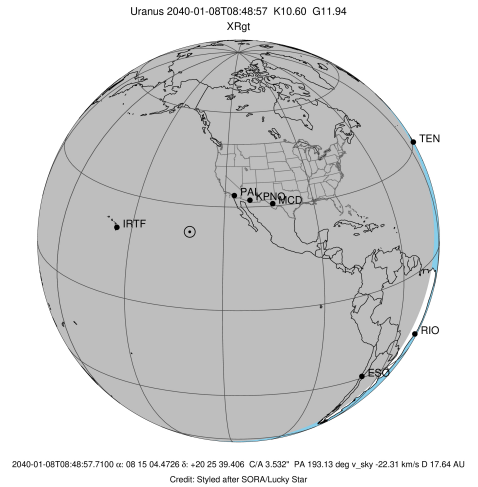 Uranus 2040-01-08T08:48:57 K10.60 G11.94
XRgt
TEN
PAL
KPNO
MCD
IRTF
RIO
ESO
2040-01-08T08:48:57.7100 α: 08 15 04.4726 δ: +20 25 39.406 C/A 3.532" PA 193.13 deg v_sky -22.31 km/s D 17.64 AU
Credit: Styled after SORA/Lucky Star